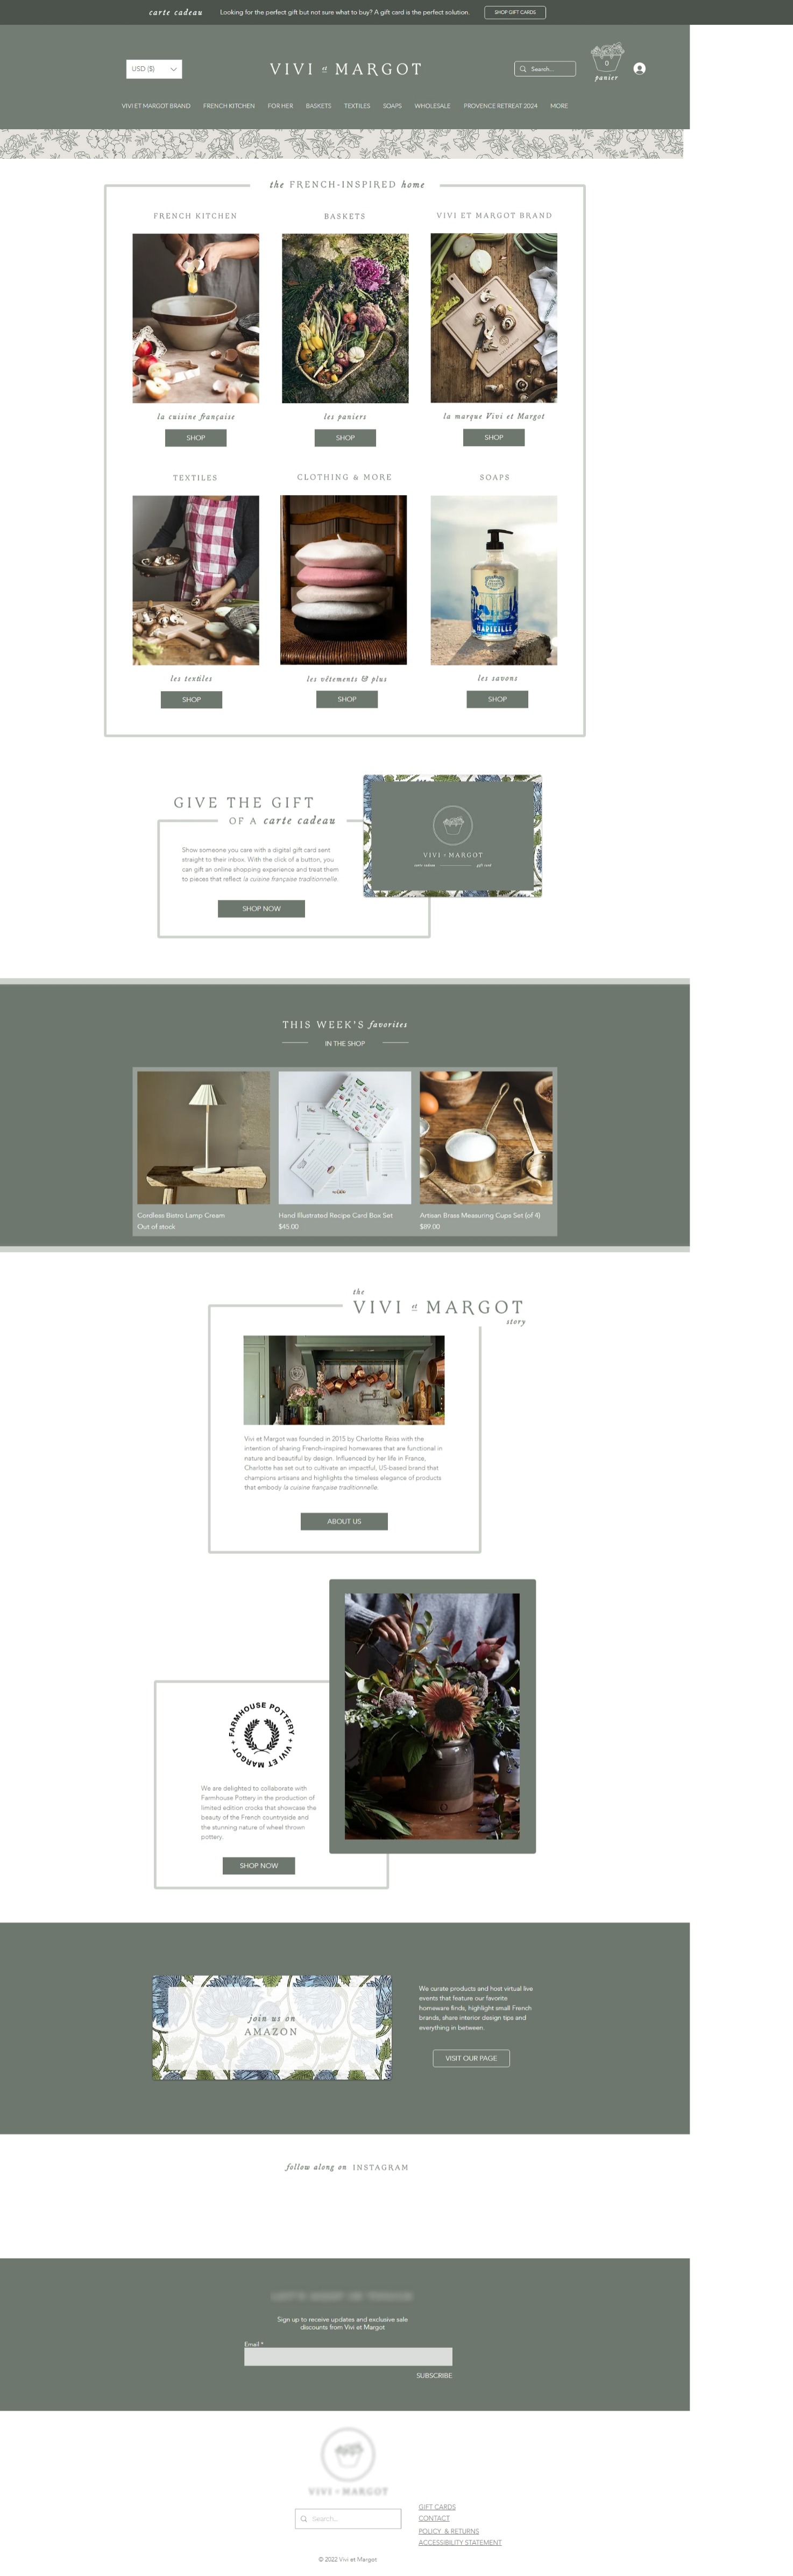 carte cadeau Looking for the perfect gift but not sure what to buy? A gift card is the perfect solution. SHOP GIFT CARDS
USD ($)
VIVI et MARGOT
Search...
0
panier
VIVI ET MARGOT BRAND FRENCH KITCHEN FOR HER BASKETS TEXTILES SOAPS WHOLESALE PROVENCE RETREAT 2024 MORE
the FRENCH-INSPIRED home
FRENCH KITCHEN BASKETS VIVI ET MARGOT BRAND
la cuisine française les paniers la marque Vivi et Margot
SHOP SHOP SHOP
TEXTILES CLOTHING & MORE SOAPS
les textiles les vêtements & plus les savons
SHOP SHOP SHOP
GIVE THE GIFT
OF A carte cadeau
Show someone you care with a digital gift card sent
straight to their inbox. With the click of a button, you
can gift an online shopping experience and treat them
to pieces that reflect la cuisine française traditionnelle.
SHOP NOW
VIVI et MARGOT
carte cadeau gift card
THIS WEEK'S favorites
IN THE SHOP
Cordless Bistro Lamp Cream
Out of stock
Hand Illustrated Recipe Card Box Set
$45.00
Artisan Brass Measuring Cups Set (of 4)
$89.00
the
VIVI et MARGOT
story
Vivi et Margot was founded in 2015 by Charlotte Reiss with the
intention of sharing French-inspired homewares that are functional in
nature and beautiful by design. Influenced by her life in France,
Charlotte has set out to cultivate an impactful, US-based brand that
champions artisans and highlights the timeless elegance of products
that embody la cuisine française traditionnelle.
ABOUT US
FARMHOUSE POTTERY + VIVI ET MARGOT +
We are delighted to collaborate with
Farmhouse Pottery in the production of
limited edition crocks that showcase the
beauty of the French countryside and
the stunning nature of wheel thrown
pottery.
SHOP NOW
join us on
AMAZON
We curate products and host virtual live
events that feature our favorite
homeware finds, highlight small French
brands, share interior design tips and
everything in between.
VISIT OUR PAGE
follow along on INSTAGRAM
Sign up to receive updates and exclusive sale
discounts from Vivi et Margot
Email *
SUBSCRIBE
VIVI et MARGOT
Search...
GIFT CARDS
CONTACT
POLICY & RETURNS
ACCESSIBILITY STATEMENT
© 2022 Vivi et Margot